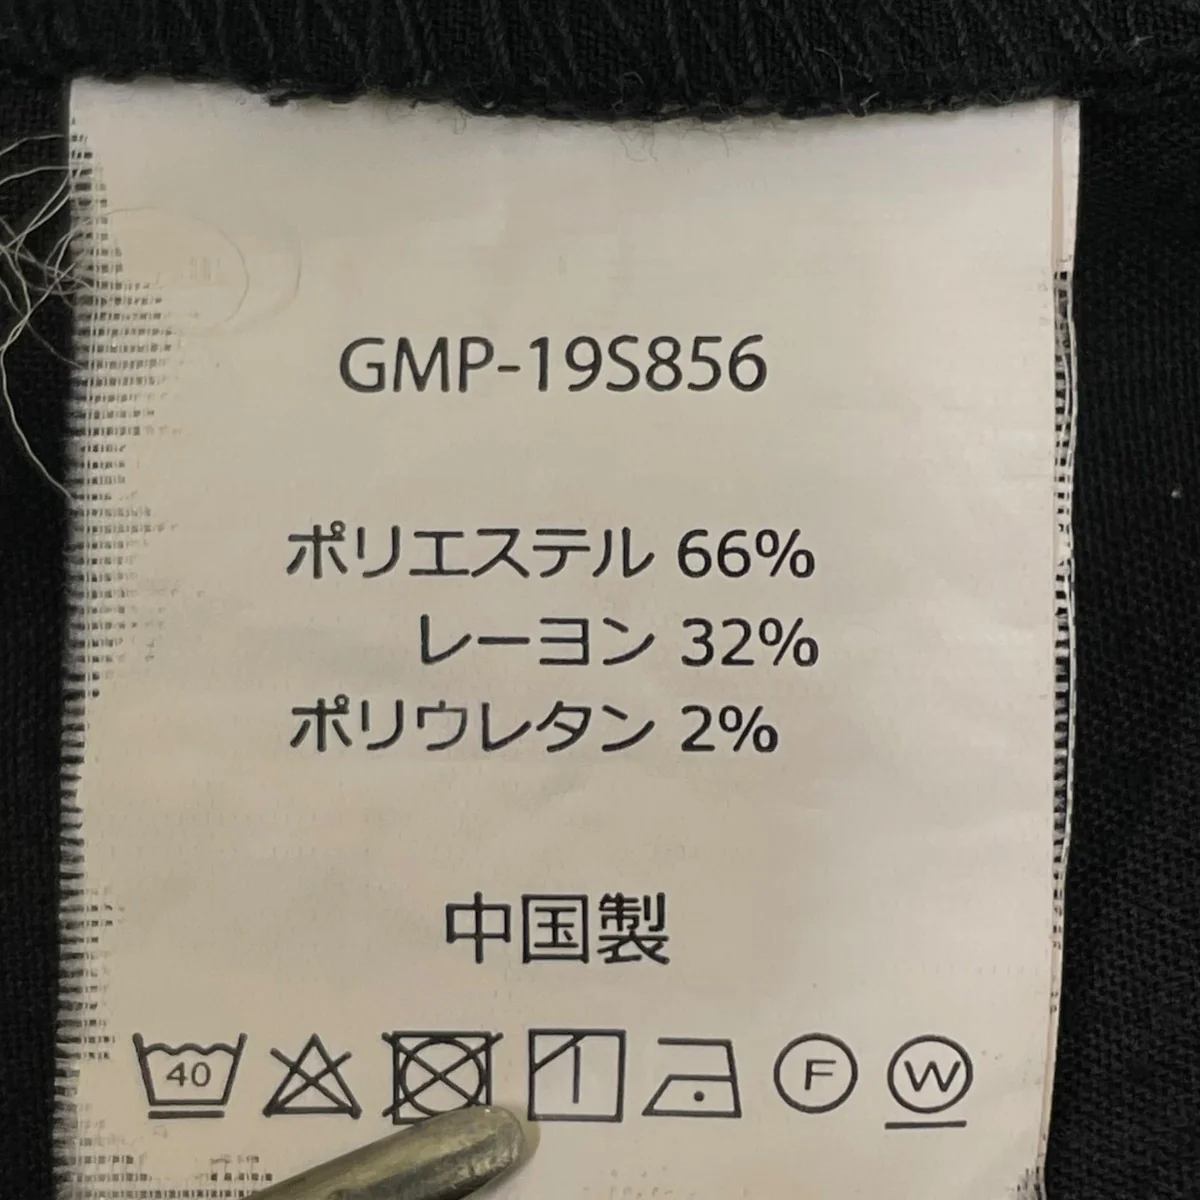 GMP-19S856
ポリエステル 66%
レーヨン 32%
ポリウレタン 2%
中国製
40 F W